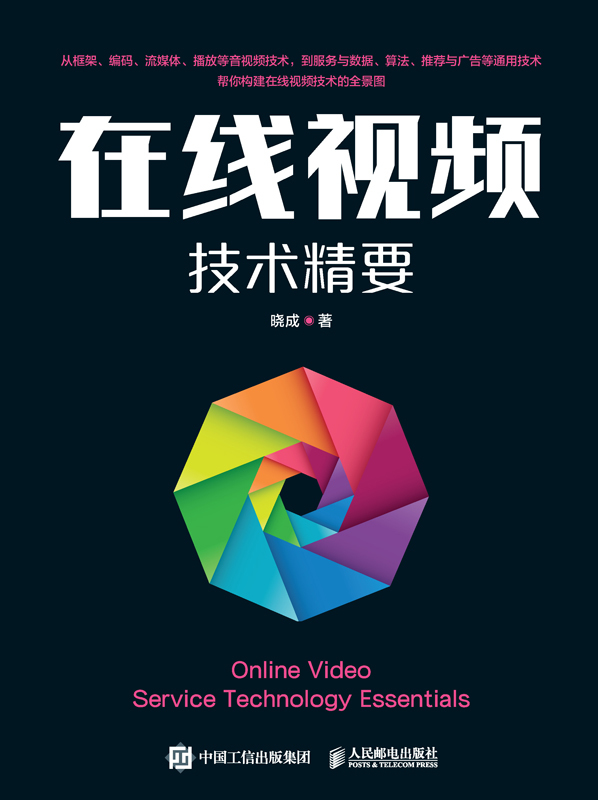 从框架、编码、流媒体、播放等音视频技术，到服务与数据、算法、推荐与广告等通用技术
帮你构建在线视频技术的全景图
在线视频
技术精要
晓成 ◉ 著
Online Video
Service Technology Essentials
中国工信出版集团 人民邮电出版社
POSTS & TELECOM PRESS